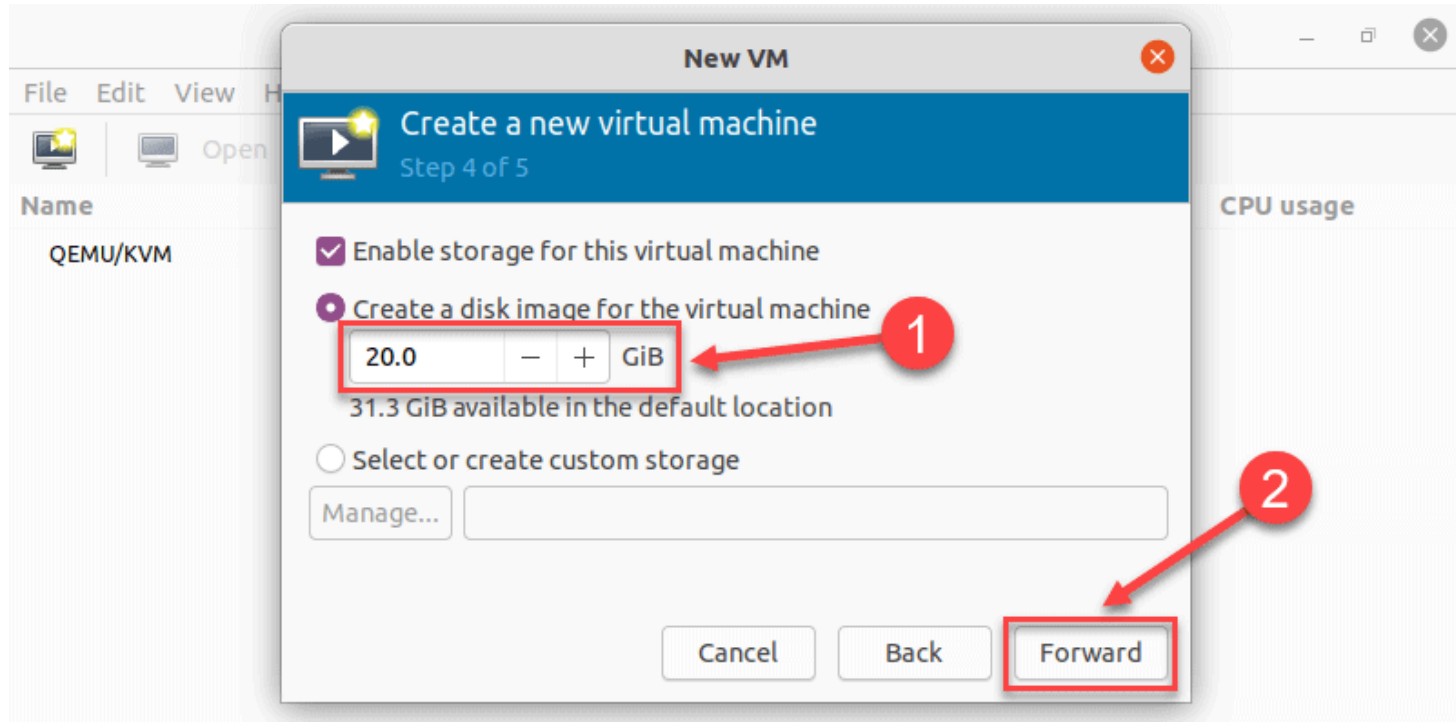 New VM
File Edit View H
Create a new virtual machine
Step 4 of 5
Open
Name
CPU usage
QEMU/KVM
Enable storage for this virtual machine
Create a disk image for the virtual machine
1
20.0 − + GiB
31.3 GiB available in the default location
Select or create custom storage
2
Manage...
Cancel Back Forward